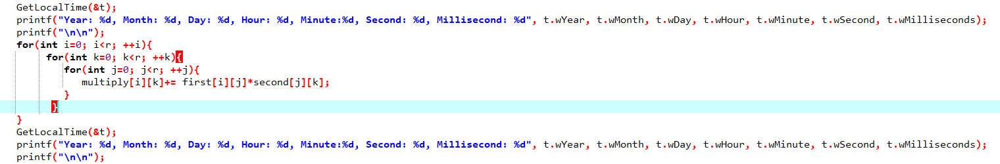 GetLocalTime(&t);
printf("Year: %d, Month: %d, Day: %d, Hour: %d, Minute:%d, Second: %d, Millisecond: %d", t.wYear, t.wMonth, t.wDay, t.wHour, t.wMinute, t.wSecond, t.wMilliseconds);
printf("\n\n");
for(int i=0; i<r; ++i){
for(int k=0; k<r; ++k){
for(int j=0; j<r; ++j){
multiply[i][k]+= first[i][j]*second[j][k];
}
}
}
GetLocalTime(&t);
printf("Year: %d, Month: %d, Day: %d, Hour: %d, Minute:%d, Second: %d, Millisecond: %d", t.wYear, t.wMonth, t.wDay, t.wHour, t.wMinute, t.wSecond, t.wMilliseconds);
printf("\n\n");